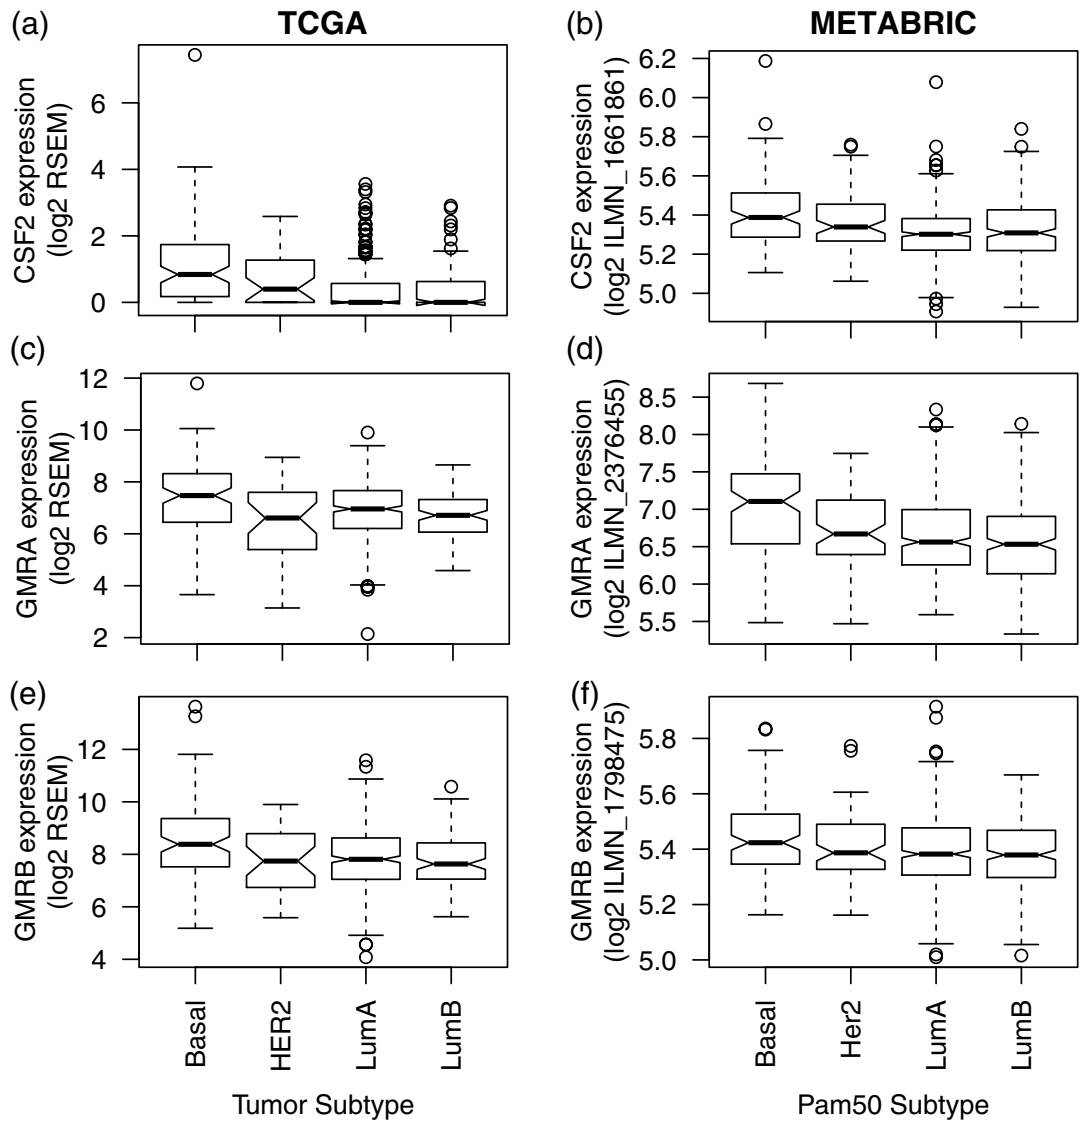 (a) TCGA
CSF2 expression
(log2 RSEM)
6
4
2
0
(b) METABRIC
CSF2 expression
(log2 ILMN_1661861)
6.2
6.0
5.8
5.6
5.4
5.2
5.0
(c)
GMRA expression
(log2 RSEM)
12
10
8
6
4
2
(d)
GMRA expression
(log2 ILMN_2376455)
8.5
8.0
7.5
7.0
6.5
6.0
5.5
(e)
GMRB expression
(log2 RSEM)
12
10
8
6
4
Basal
HER2
LumA
LumB
Tumor Subtype
(f)
GMRB expression
(log2 ILMN_1798475)
5.8
5.6
5.4
5.2
5.0
Basal
Her2
LumA
LumB
Pam50 Subtype